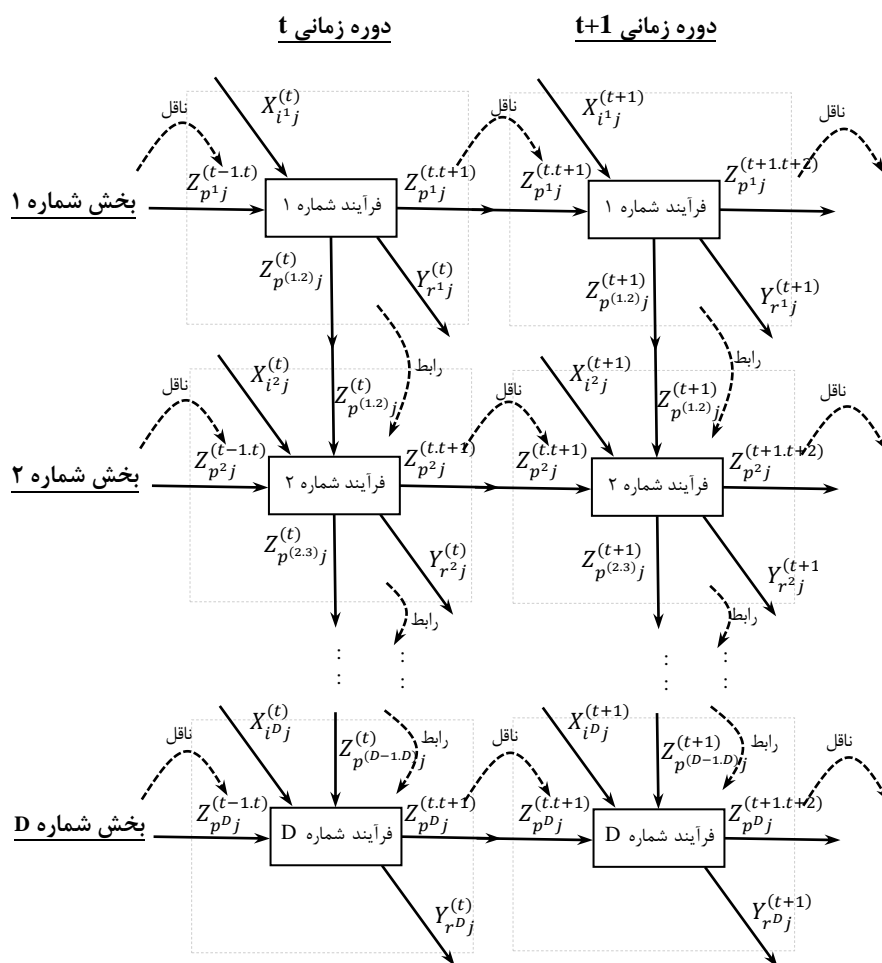 دوره زمانی t
دوره زمانی t+1
ناقل
X_{i^1 j}^{(t)}
ناقل
X_{i^1 j}^{(t+1)}
ناقل
بخش شماره ۱
Z_{p^1 j}^{(t-1.t)}
فرآیند شماره ۱
Z_{p^1 j}^{(t.t+1)}
Z_{p^1 j}^{(t.t+1)}
فرآیند شماره ۱
Z_{p^1 j}^{(t+1.t+2)}
Z_{p^{(1.2)} j}^{(t)}
Y_{r^1 j}^{(t)}
Z_{p^{(1.2)} j}^{(t+1)}
Y_{r^1 j}^{(t+1)}
رابط
رابط
ناقل
X_{i^2 j}^{(t)}
Z_{p^{(1.2)} j}^{(t)}
ناقل
X_{i^2 j}^{(t+1)}
Z_{p^{(1.2)} j}^{(t+1)}
ناقل
بخش شماره ۲
Z_{p^2 j}^{(t-1.t)}
فرآیند شماره ۲
Z_{p^2 j}^{(t.t+1)}
Z_{p^2 j}^{(t.t+1)}
فرآیند شماره ۲
Z_{p^2 j}^{(t+1.t+2)}
Z_{p^{(2.3)} j}^{(t)}
Y_{r^2 j}^{(t)}
Z_{p^{(2.3)} j}^{(t+1)}
Y_{r^2 j}^{(t+1}
رابط
رابط
⋮ ⋮
⋮ ⋮
ناقل
X_{i^D j}^{(t)}
Z_{p^{(D-1.D)} j}^{(t)}
رابط
ناقل
X_{i^D j}^{(t+1)}
Z_{p^{(D-1.D)} j}^{(t+1)}
رابط
ناقل
بخش شماره D
Z_{p^D j}^{(t-1.t)}
فرآیند شماره D
Z_{p^D j}^{(t.t+1)}
Z_{p^D j}^{(t.t+1)}
فرآیند شماره D
Z_{p^D j}^{(t+1.t+2)}
Y_{r^D j}^{(t)}
Y_{r^D j}^{(t+1)}